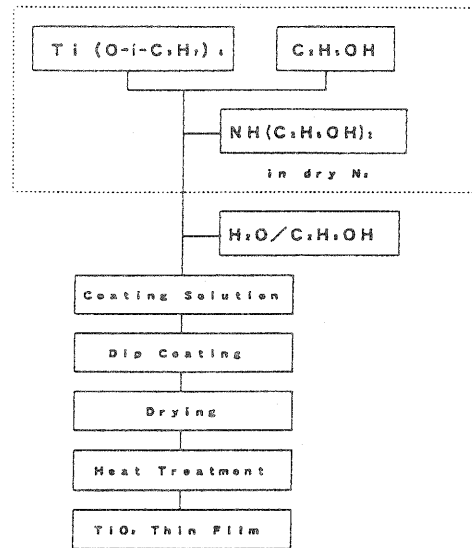 Ti (O-i-C₃H₇)₄
C₂H₅OH
NH(C₂H₄OH)₂
in dry N₂
H₂O/C₂H₅OH
Coating Solution
Dip Coating
Drying
Heat Treatment
TiO₂ Thin Film